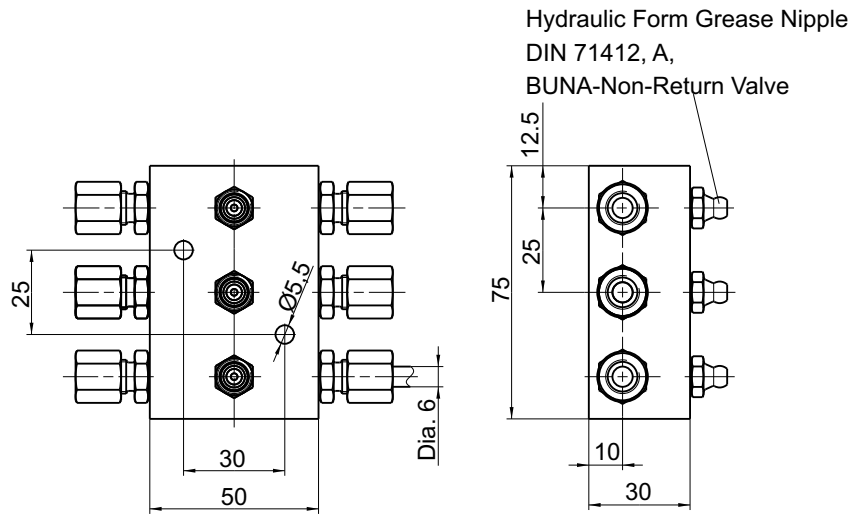 Hydraulic Form Grease Nipple
DIN 71412, A,
BUNA-Non-Return Valve
12.5
25
75
25
Ø5,5
Dia. 6
30
50
10
30